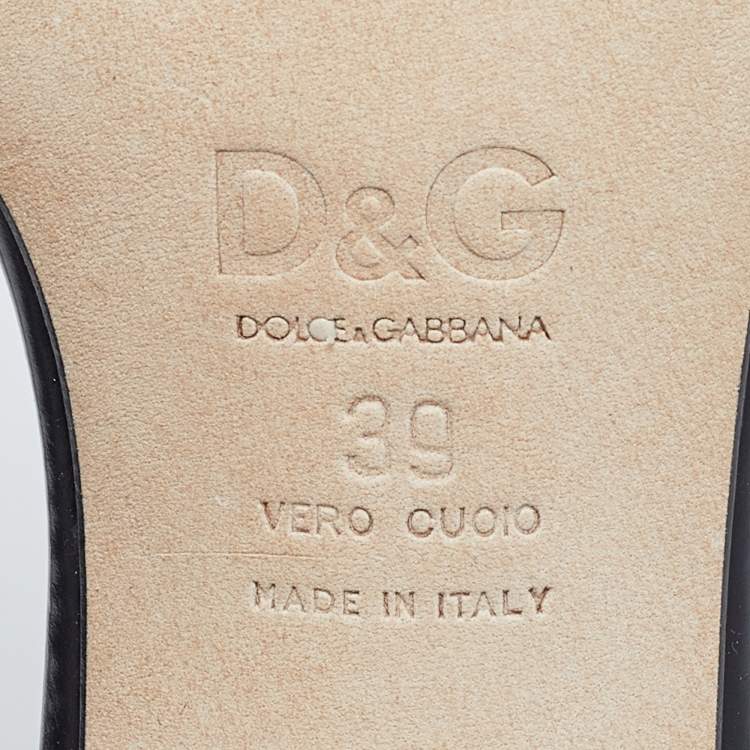 D&G
DOLCE&GABBANA
39
VERO CUOIO
MADE IN ITALY